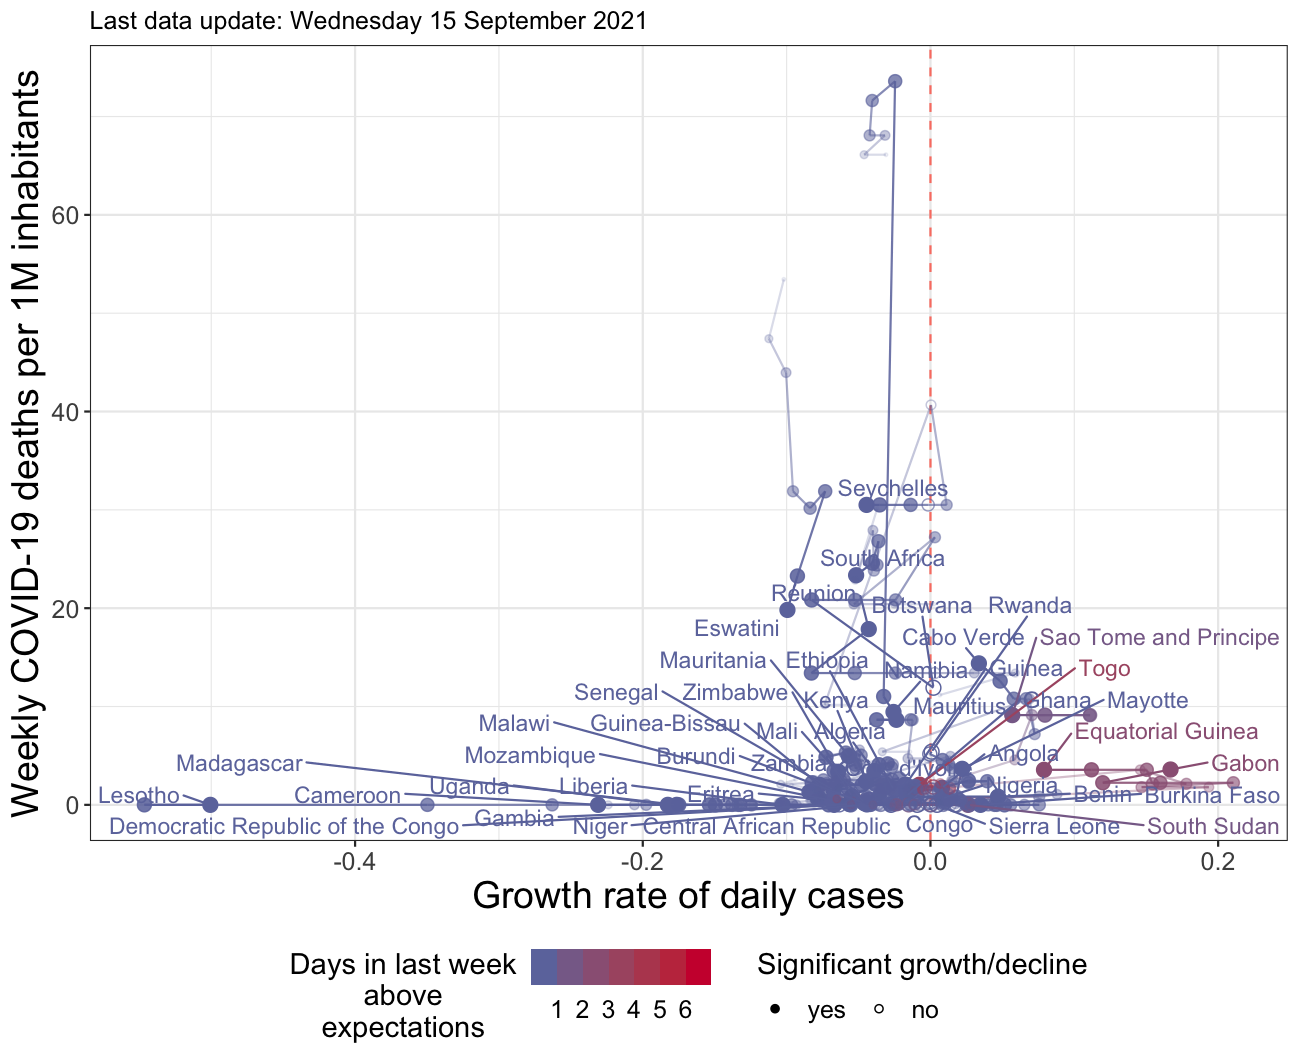 Last data update: Wednesday 15 September 2021
Weekly COVID-19 deaths per 1M inhabitants
60
40
20
0
Seychelles
South Africa
Reunion
Botswana
Rwanda
Eswatini
Cabo Verde
Sao Tome and Principe
Mauritania
Ethiopia
Namibia
Guinea
Togo
Senegal
Zimbabwe
Kenya
Mauritius
Ghana
Mayotte
Malawi
Guinea-Bissau
Mali
Algeria
Equatorial Guinea
Mozambique
Burundi
Zambia
Angola
Gabon
Madagascar
Uganda
Liberia
Eritrea
Nigeria
Benin
Burkina Faso
Lesotho
Cameroon
Democratic Republic of the Congo
Gambia
Niger
Central African Republic
Congo
Sierra Leone
South Sudan
-0.4
-0.2
0.0
0.2
Growth rate of daily cases
Days in last week
above
expectations
1 2 3 4 5 6
Significant growth/decline
yes
no